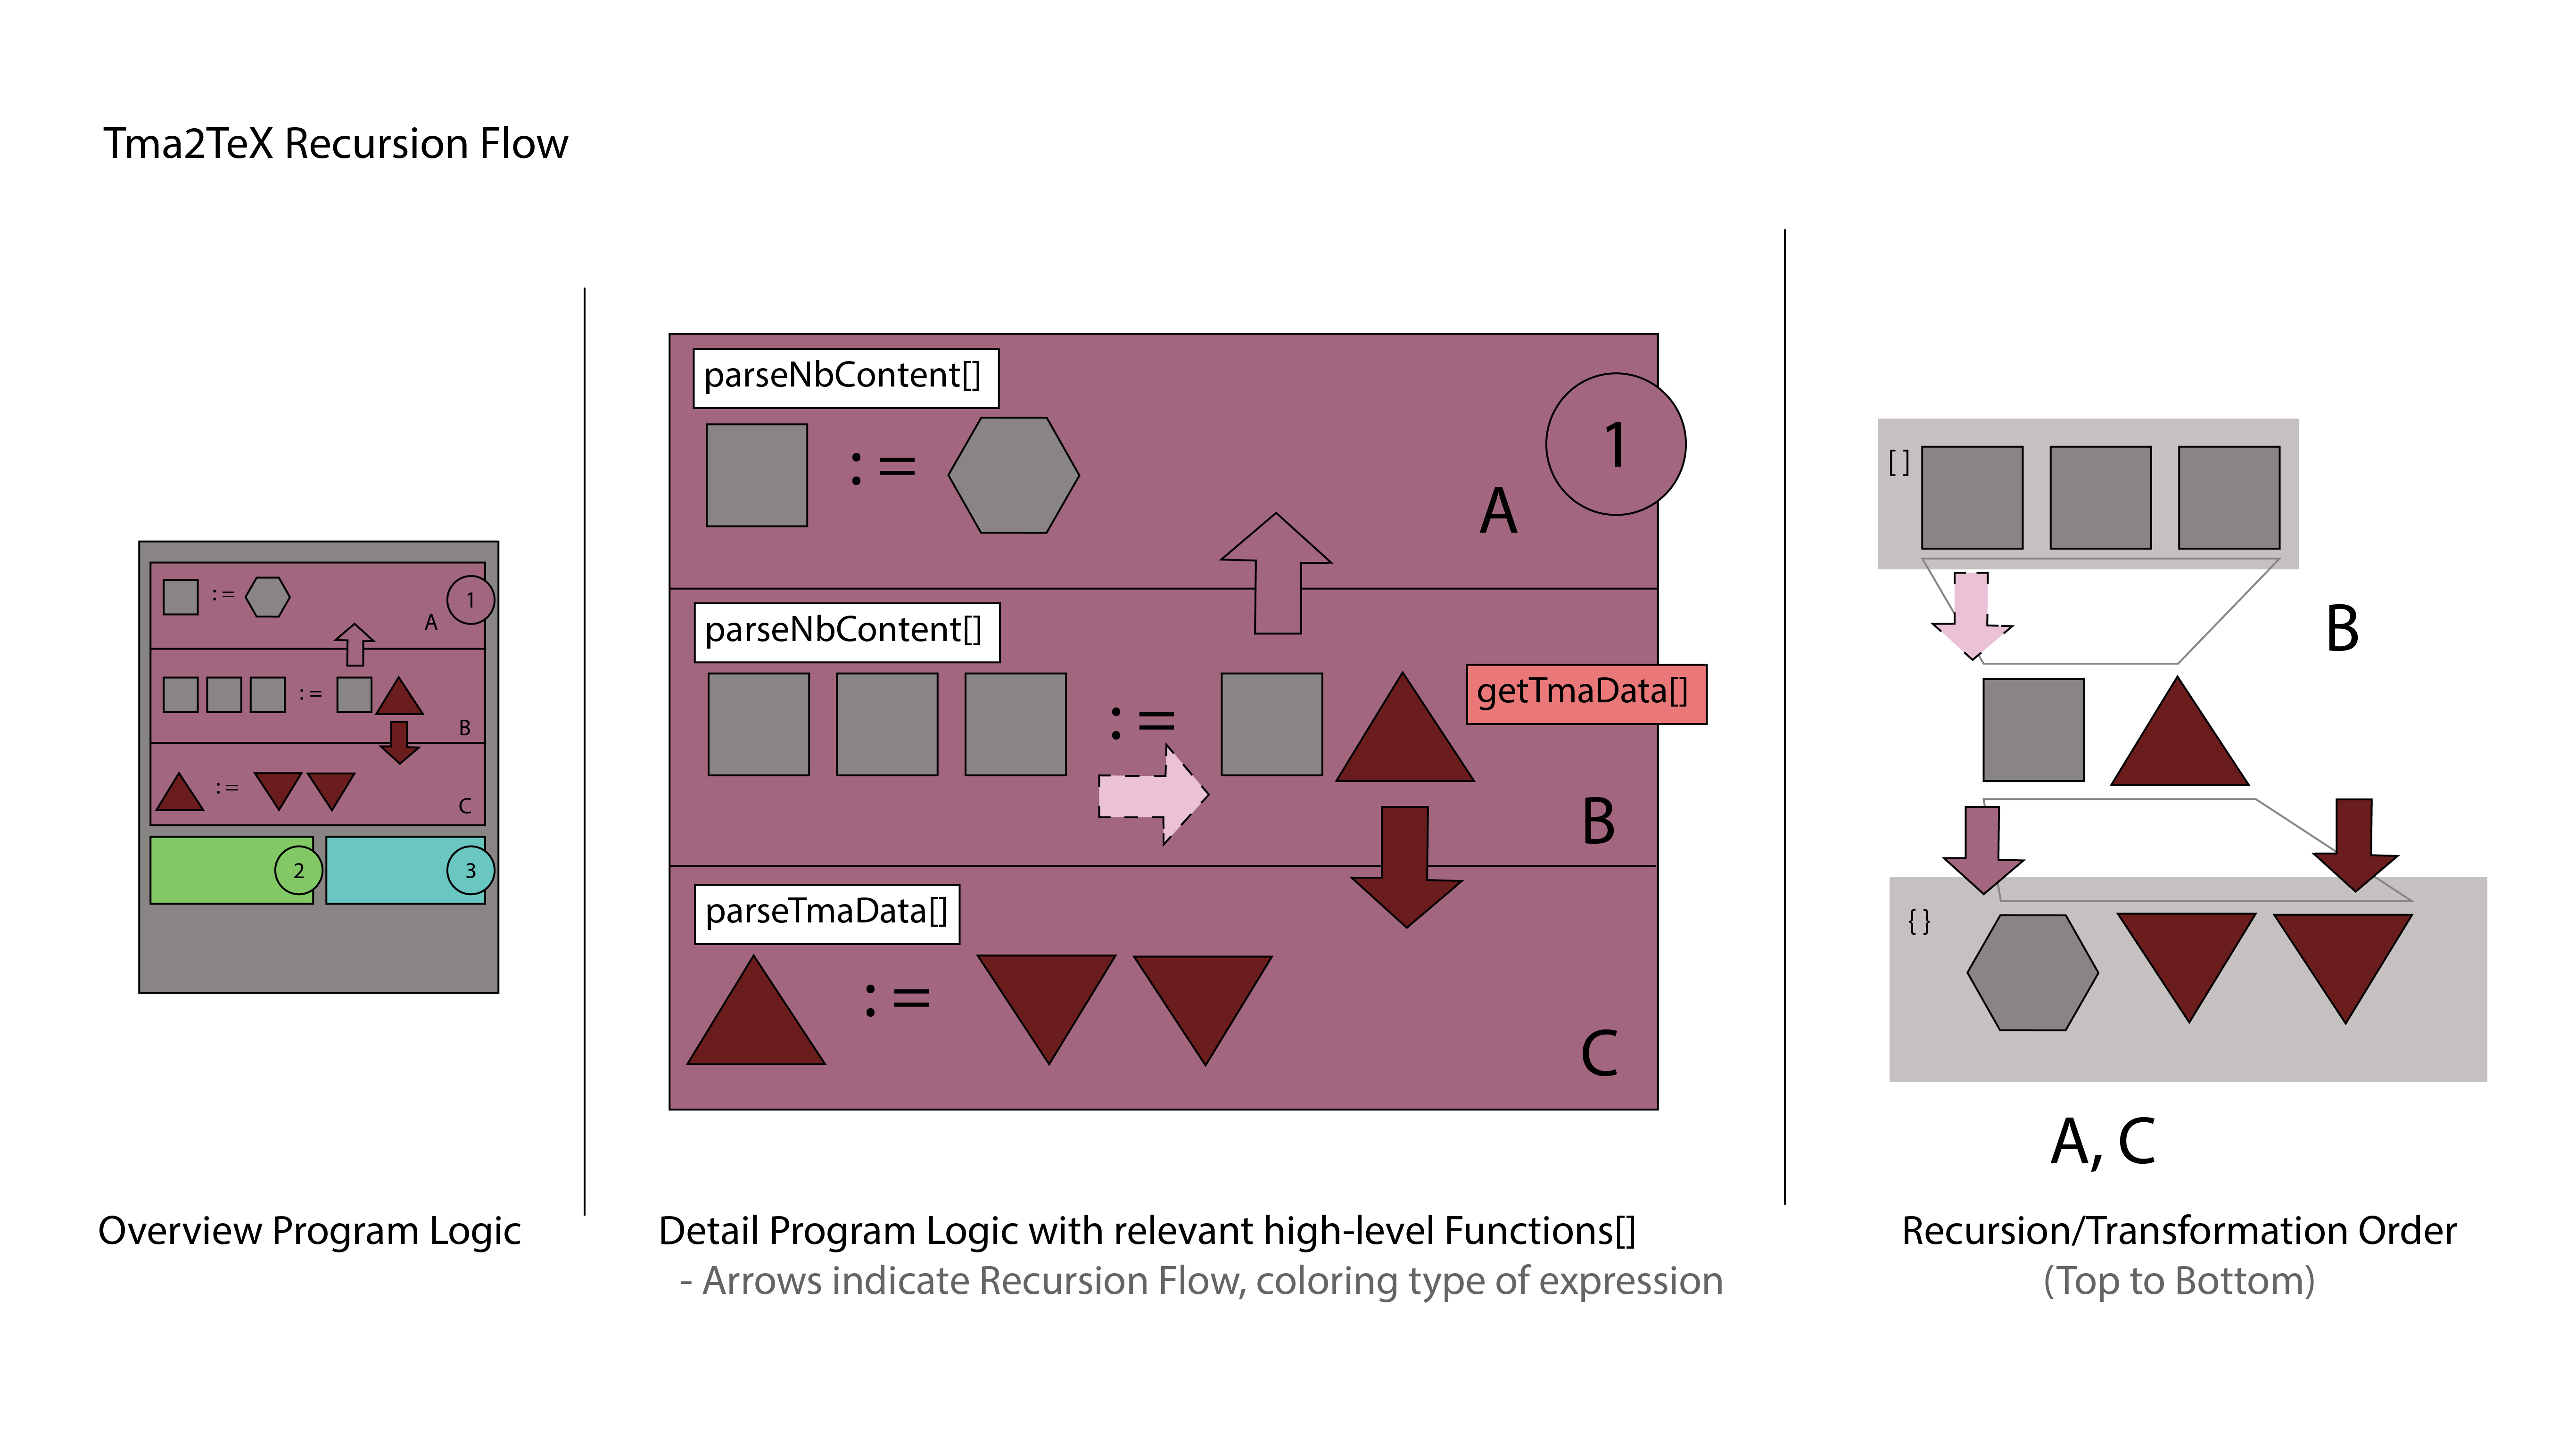 Tma2TeX Recursion Flow
:=
1
A
:=
B
:=
C
2
3
Overview Program Logic
parseNbContent[]
1
:=
A
parseNbContent[]
getTmaData[]
:=
B
parseTmaData[]
:=
C
Detail Program Logic with relevant high-level Functions[]
- Arrows indicate Recursion Flow, coloring type of expression
[ ]
B
{ }
A, C
Recursion/Transformation Order
(Top to Bottom)